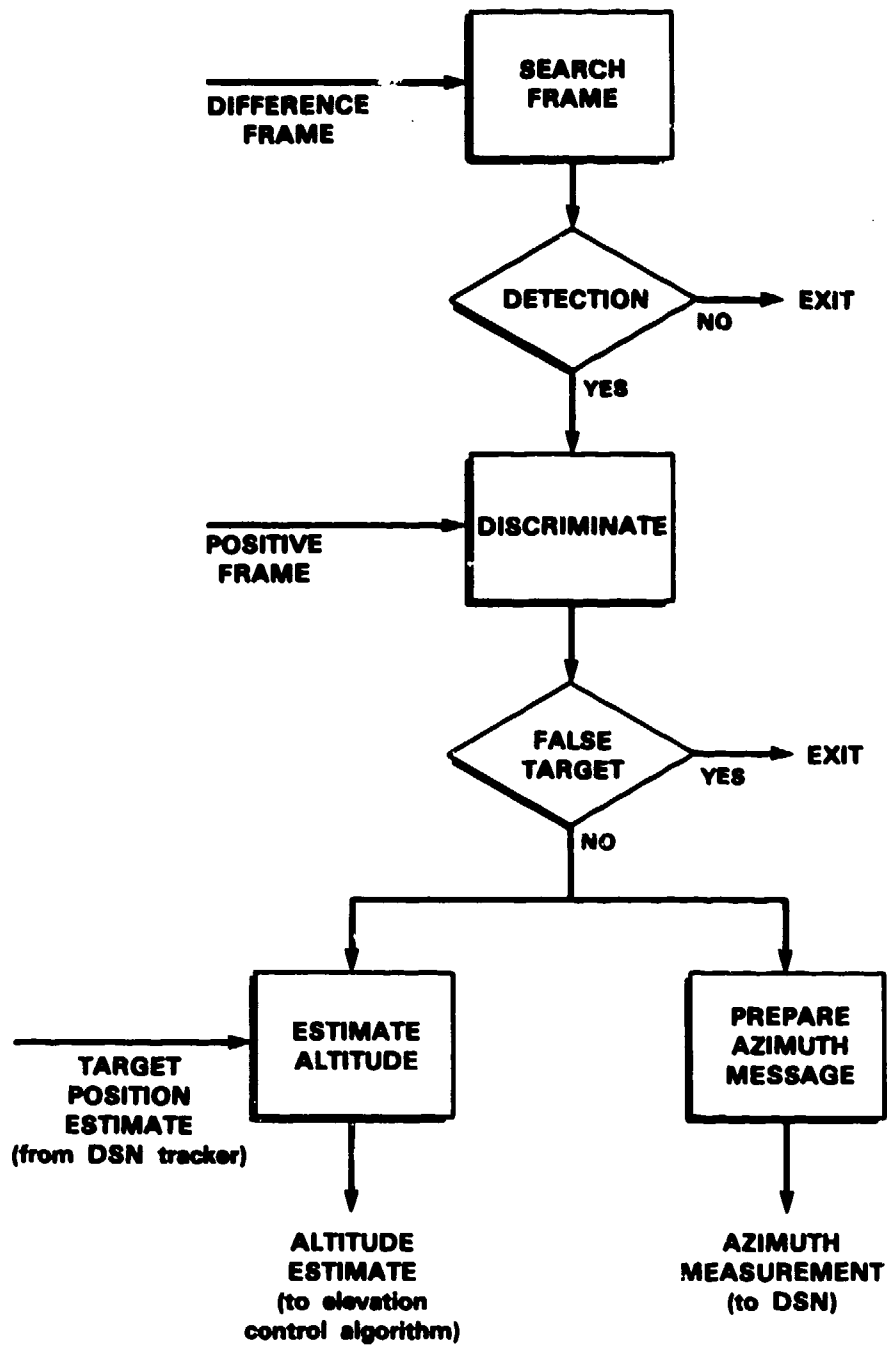 SEARCH
FRAME
DIFFERENCE
FRAME
DETECTION
NO
EXIT
YES
DISCRIMINATE
POSITIVE
FRAME
FALSE
TARGET
YES
EXIT
NO
ESTIMATE
ALTITUDE
PREPARE
AZIMUTH
MESSAGE
TARGET
POSITION
ESTIMATE
(from DSN tracker)
ALTITUDE
ESTIMATE
(to elevation
control algorithm)
AZIMUTH
MEASUREMENT
(to DSN)